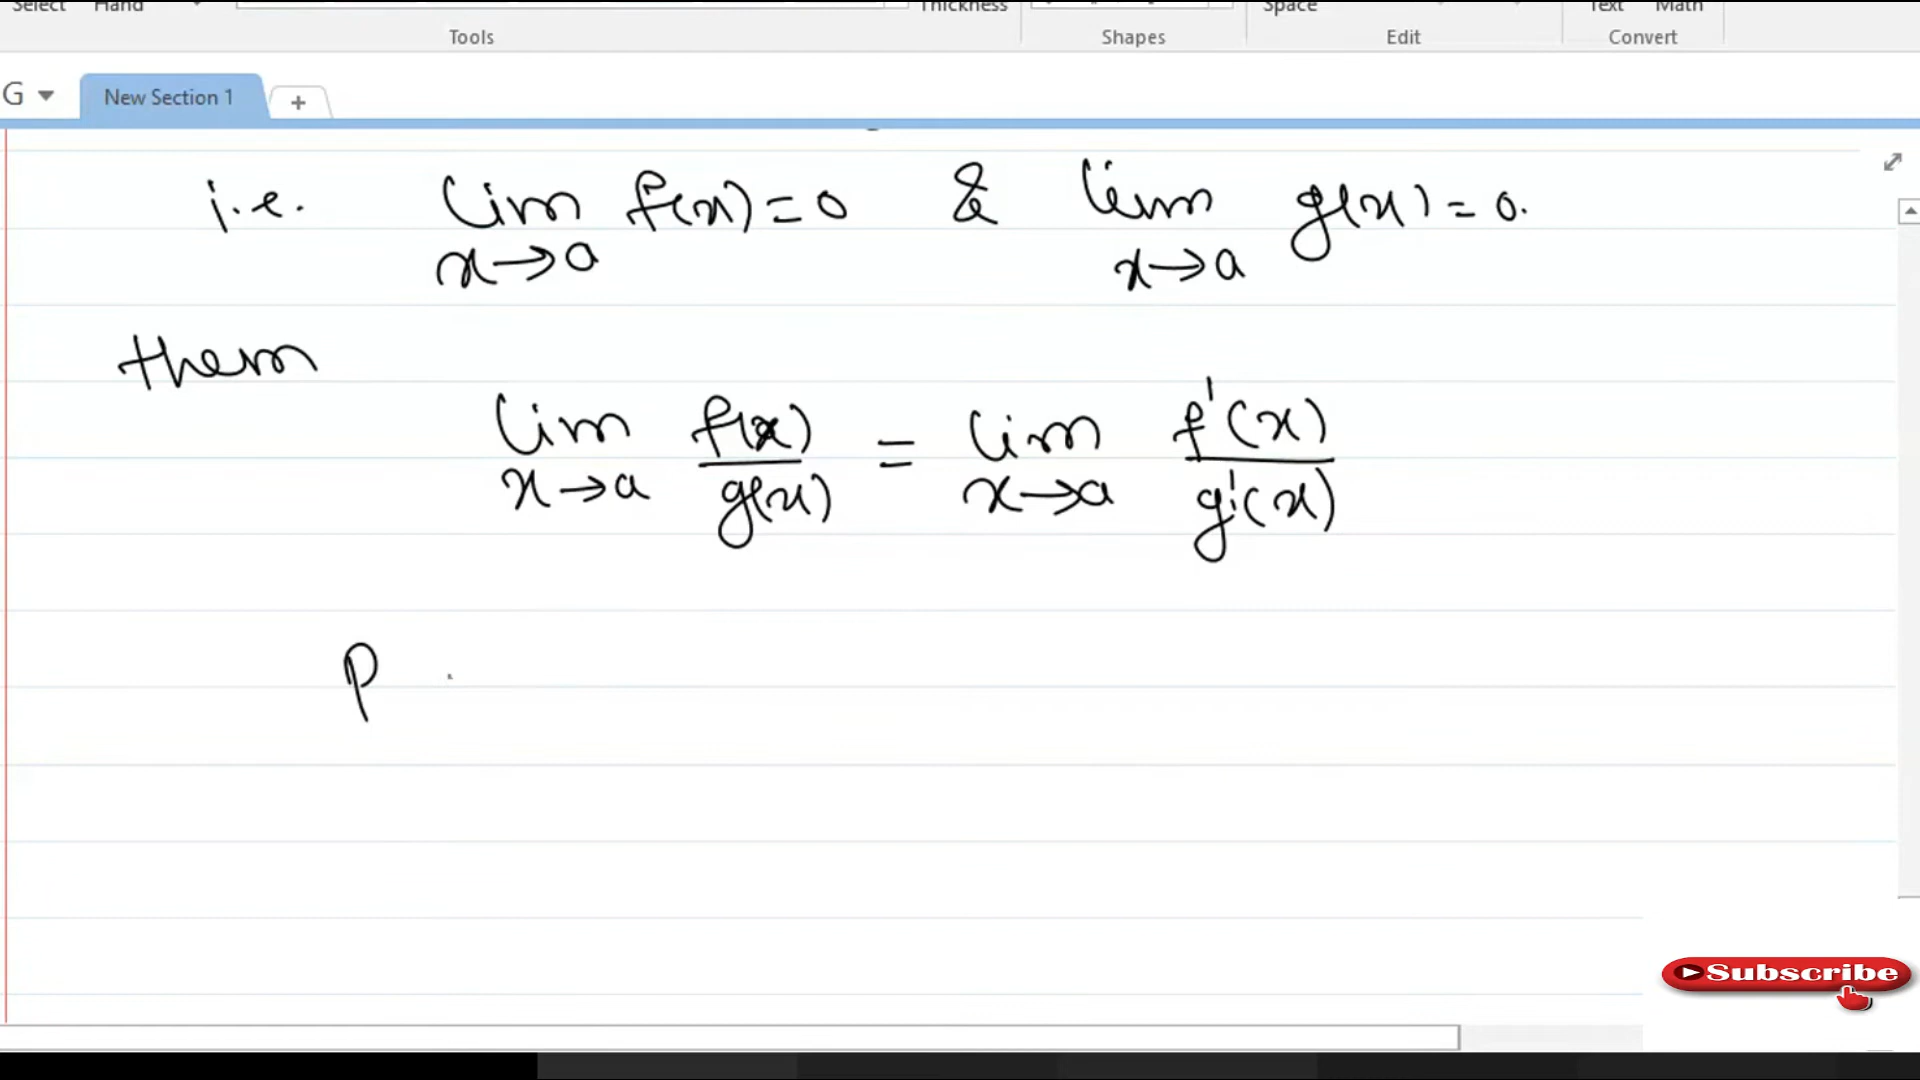 Select Hand Thickness Space Text Math
Tools Shapes Edit Convert
G New Section 1 +
i.e. lim f(x) = 0 & lim g(x) = 0.
x→a x→a
then
lim f(x) = lim f'(x)
x→a g(x) x→a g'(x)
P
Subscribe